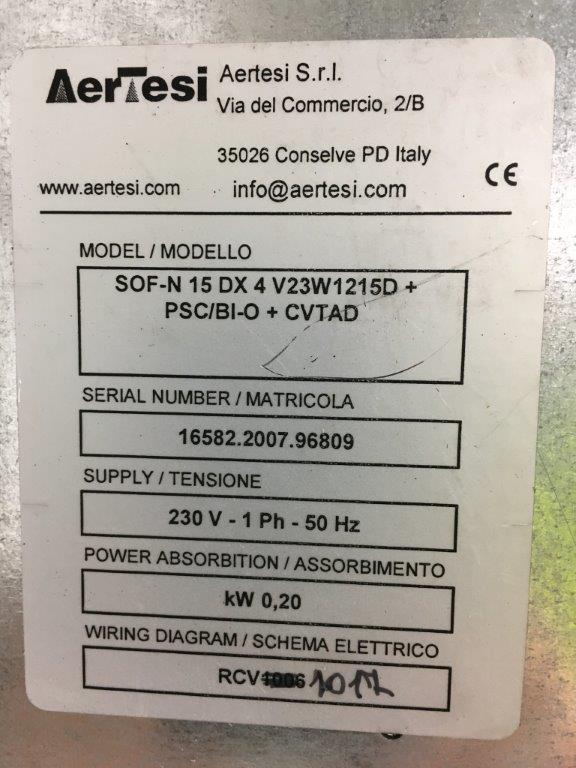 AerTesi
Aertesi S.r.l.
Via del Commercio, 2/B
35026 Conselve PD Italy
www.aertesi.com
info@aertesi.com
CE
MODEL / MODELLO
SOF-N 15 DX 4 V23W1215D +
PSC/BI-O + CVTAD
SERIAL NUMBER / MATRICOLA
16582.2007.96809
SUPPLY / TENSIONE
230 V - 1 Ph - 50 Hz
POWER ABSORBITION / ASSORBIMENTO
kW 0,20
WIRING DIAGRAM / SCHEMA ELETTRICO
RCV1006 1017